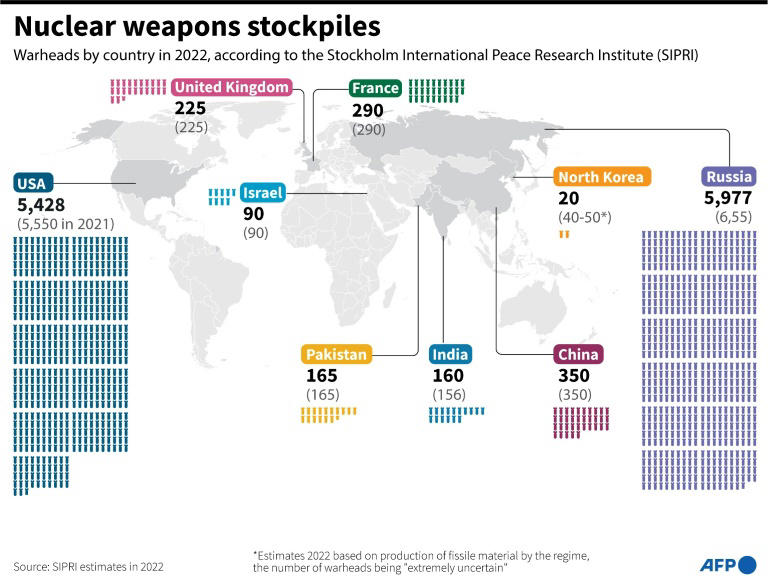 Nuclear weapons stockpiles
Warheads by country in 2022, according to the Stockholm International Peace Research Institute (SIPRI)
United Kingdom
225
(225)
France
290
(290)
USA
5,428
(5,550 in 2021)
Israel
90
(90)
North Korea
20
(40-50*)
Russia
5,977
(6,55)
Pakistan
165
(165)
India
160
(156)
China
350
(350)
Source: SIPRI estimates in 2022
*Estimates 2022 based on production of fissile material by the regime,
the number of warheads being "extremely uncertain"
AFP